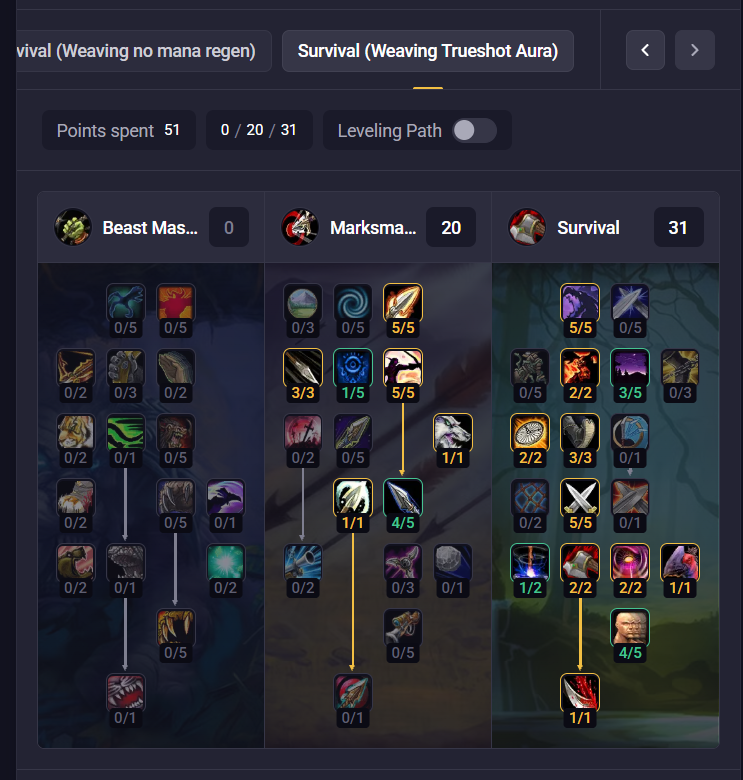 vival (Weaving no mana regen) Survival (Weaving Trueshot Aura)
Points spent 51 0 / 20 / 31 Leveling Path
Beast Mas... 0 Marksma... 20 Survival 31
0/5 0/5 0/3 0/5 5/5 5/5 0/5
0/2 0/3 0/2 3/3 1/5 5/5 0/5 2/2 3/5 0/3
0/2 0/1 0/5 0/2 0/5 1/1 2/2 3/3 0/1
0/2 0/5 0/1 1/1 4/5 0/2 5/5 0/1
0/2 0/1 0/2 0/2 0/3 0/1 1/2 2/2 2/2 1/1
0/5 0/5 4/5
0/1 0/1 1/1